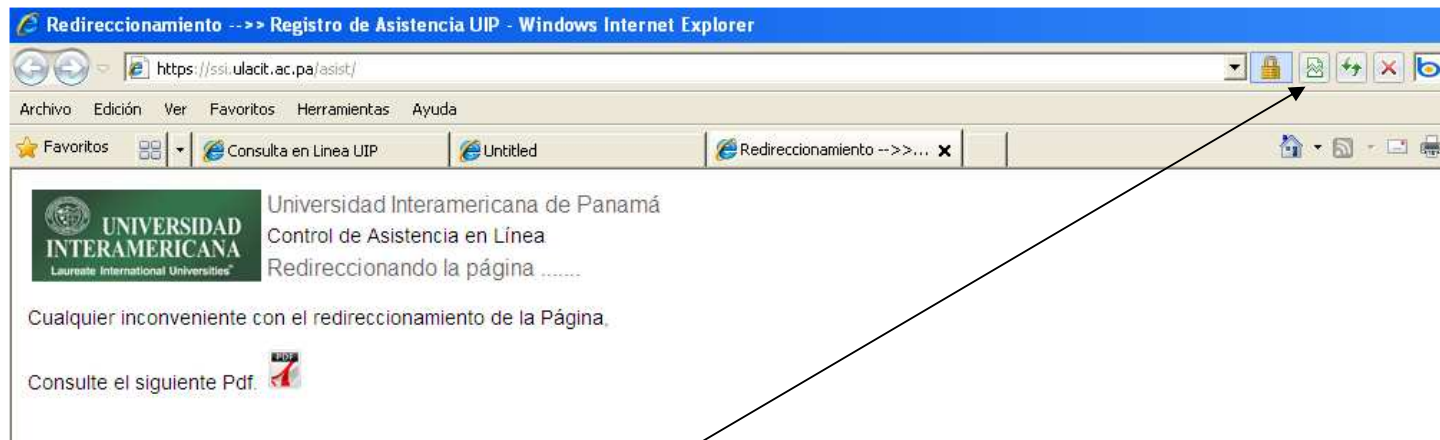 Redireccionamiento -->> Registro de Asistencia UIP - Windows Internet Explorer
https://ssi.ulacit.ac.pa/asist/
Archivo Edición Ver Favoritos Herramientas Ayuda
Favoritos Consulta en Linea UIP Untitled Redireccionamiento -->>...
UNIVERSIDAD
INTERAMERICANA
Laureate International Universities®
Universidad Interamericana de Panamá
Control de Asistencia en Línea
Redireccionando la página .......
Cualquier inconveniente con el redireccionamiento de la Página,
Consulte el siguiente Pdf. PDF